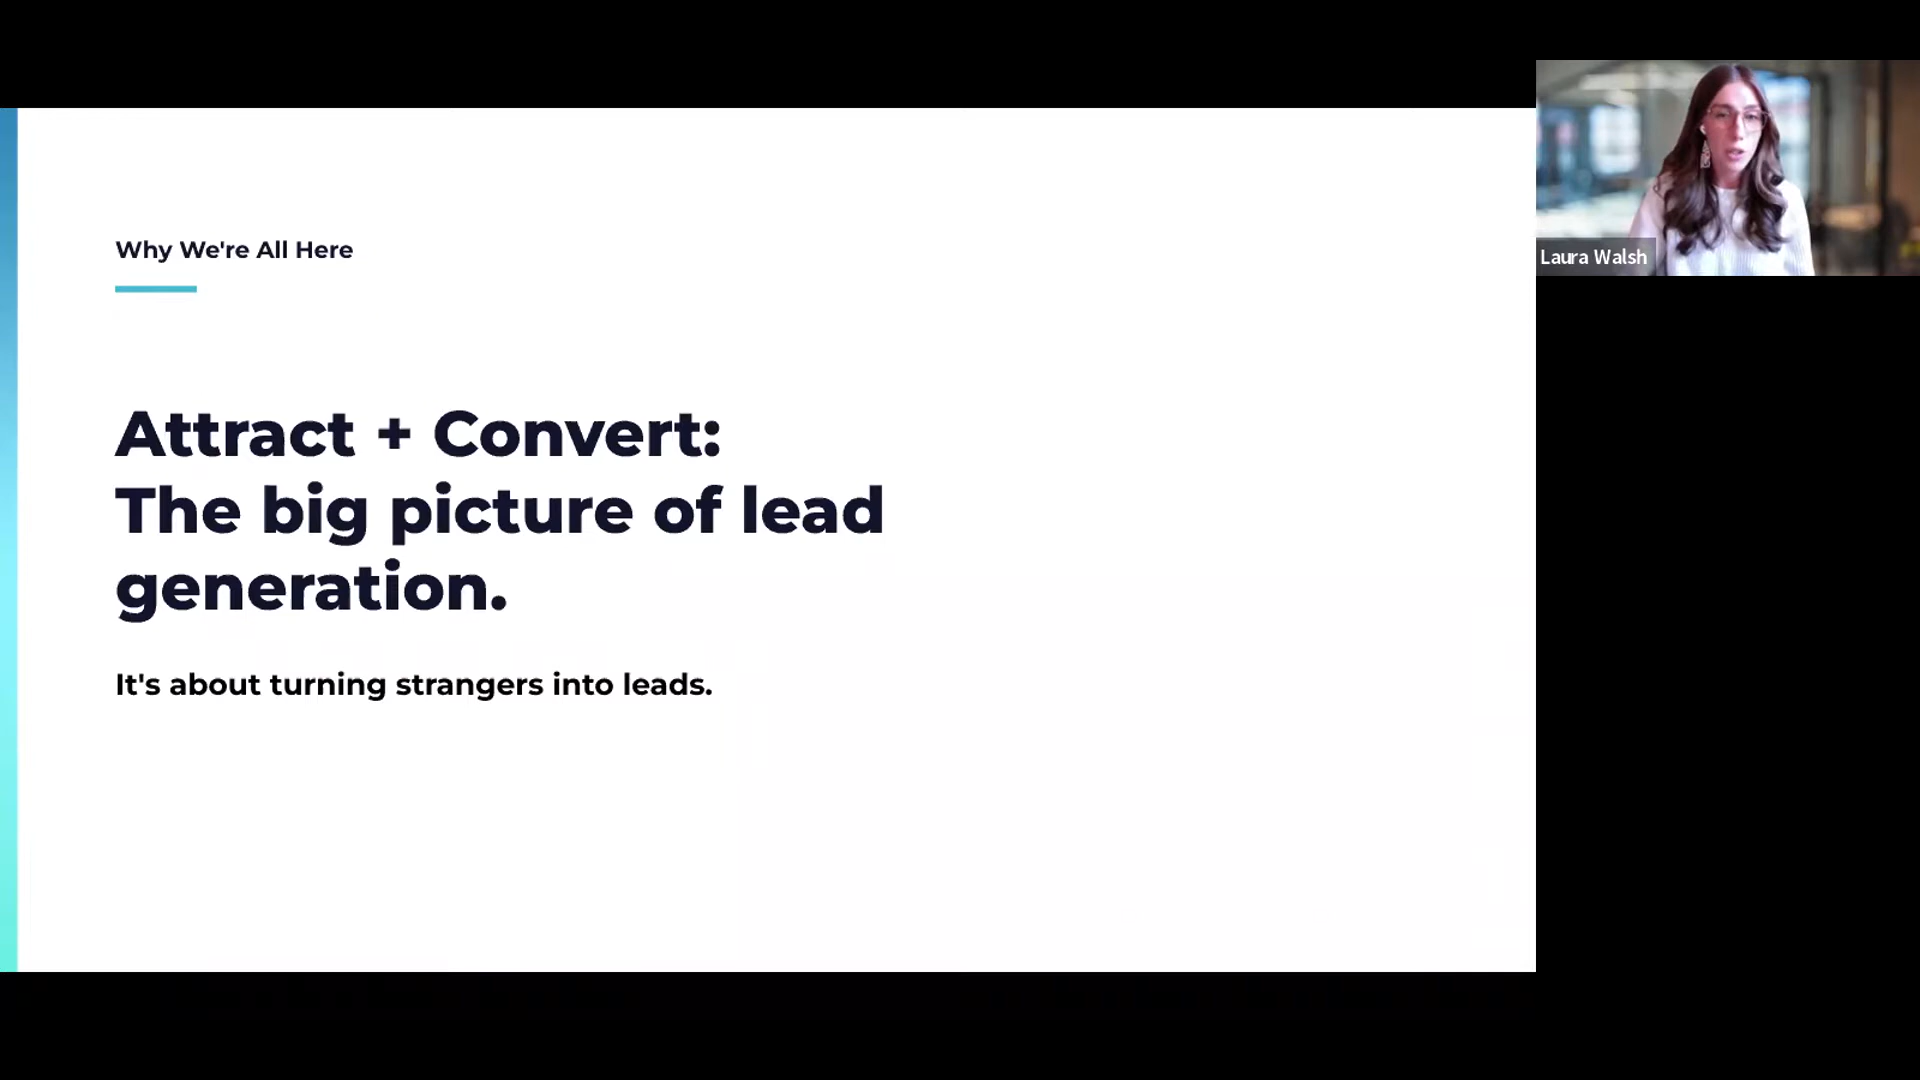 Why We're All Here
Attract + Convert:
The big picture of lead
generation.
It's about turning strangers into leads.
Laura Walsh